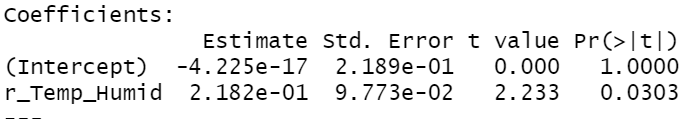 Coefficients:
Estimate Std. Error t value Pr(>|t|)
(Intercept) -4.225e-17 2.189e-01 0.000 1.0000
r_Temp_Humid 2.182e-01 9.773e-02 2.233 0.0303
---